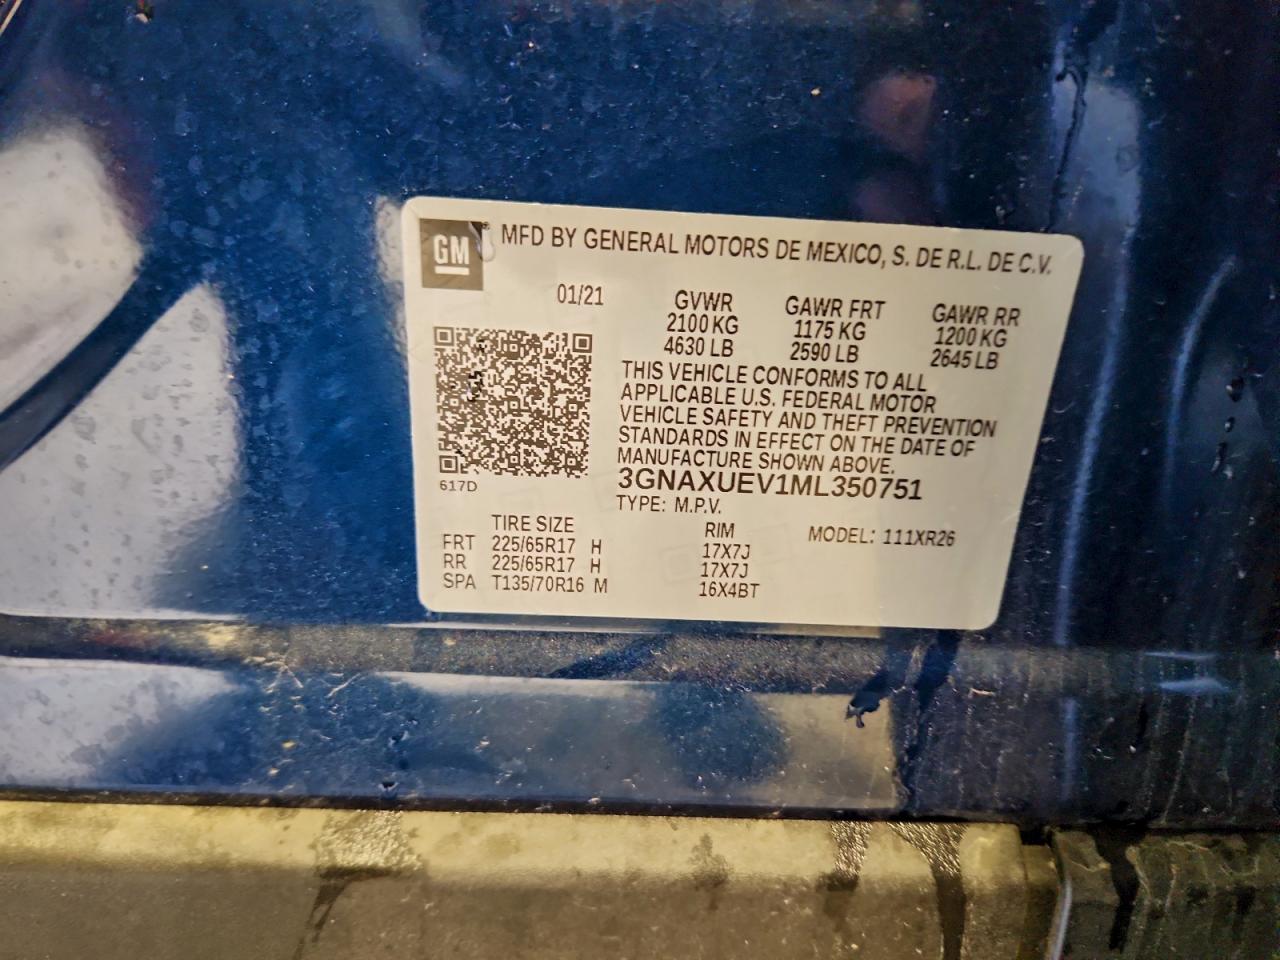 GM
MFD BY GENERAL MOTORS DE MEXICO, S. DE R.L. DE C.V.
01/21
GVWR GAWR FRT GAWR RR
2100 KG 1175 KG 1200 KG
4630 LB 2590 LB 2645 LB
THIS VEHICLE CONFORMS TO ALL
APPLICABLE U.S. FEDERAL MOTOR
VEHICLE SAFETY AND THEFT PREVENTION
STANDARDS IN EFFECT ON THE DATE OF
MANUFACTURE SHOWN ABOVE.
617D
3GNAXUEV1ML350751
TYPE: M.P.V.
TIRE SIZE RIM MODEL: 111XR26
FRT 225/65R17 H 17X7J
RR 225/65R17 H 17X7J
SPA T135/70R16 M 16X4BT